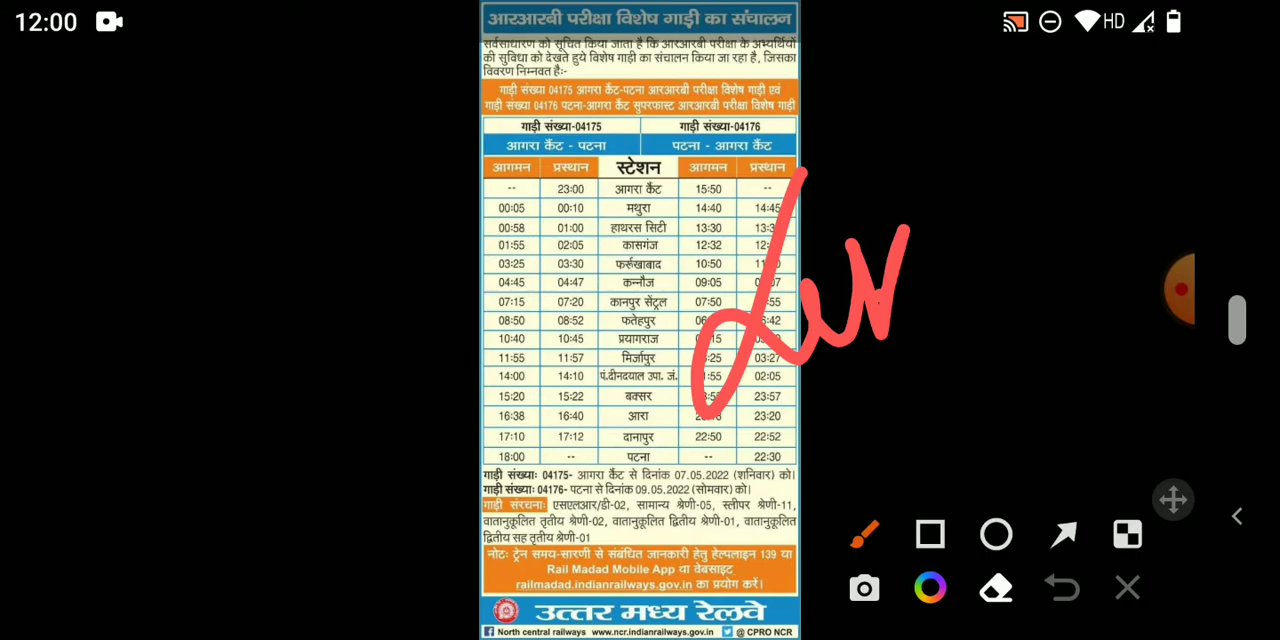 12:00
HD
आरआरबी परीक्षा विशेष गाड़ी का संचालन
सर्वसाधारण को सूचित किया जाता है कि आरआरबी परीक्षा के अभ्यर्थियों
की सुविधा को देखते हुये विशेष गाड़ी का संचालन किया जा रहा है, जिसका
विवरण निम्नवत है:-
गाड़ी संख्या 04175 आगरा कैंट-पटना आरआरबी परीक्षा विशेष गाड़ी एवं
गाड़ी संख्या 04176 पटना-आगरा कैंट सुपरफास्ट आरआरबी परीक्षा विशेष गाड़ी
गाड़ी संख्या-04175 गाड़ी संख्या-04176
आगरा कैंट - पटना पटना - आगरा कैंट
आगमन प्रस्थान स्टेशन आगमन प्रस्थान
-- 23:00 आगरा कैंट 15:50 --
00:05 00:10 मथुरा 14:40 14:45
00:58 01:00 हाथरस सिटी 13:30
01:55 02:05 कासगंज 12:32
03:25 03:30 फर्रूखाबाद 10:50
04:45 04:47 कन्नौज 09:05
07:15 07:20 कानपुर सेंट्रल 07:50
08:50 08:52 फतेहपुर
10:40 10:45 प्रयागराज
11:55 11:57 मिर्जापुर 03:27
14:00 14:10 पं.दीनदयाल उपा. जं. 02:05
15:20 15:22 बक्सर 23:57
16:38 16:40 आरा 23:20
17:10 17:12 दानापुर 22:50 22:52
18:00 -- पटना -- 22:30
गाड़ी संख्याः 04175- आगरा कैंट से दिनांक 07.05.2022 (शनिवार) को।
गाड़ी संख्याः 04176- पटना से दिनांक 09.05.2022 (सोमवार) को।
गाड़ी संरचनाः एसएलआर/डी-02, सामान्य श्रेणी-05, स्लीपर श्रेणी-11,
वातानुकूलित तृतीय श्रेणी-02, वातानुकूलित द्वितीय श्रेणी-01, वातानुकूलित
द्वितीय सह तृतीय श्रेणी-01
नोटः ट्रेन समय-सारणी से संबंधित जानकारी हेतु हेल्पलाइन 139 या
Rail Madad Mobile App या वेबसाइट
railmadad.indianrailways.gov.in का प्रयोग करें।
उत्तर मध्य रेलवे
North central railways www.ncr.indianrailways.gov.in @ CPRO NCR